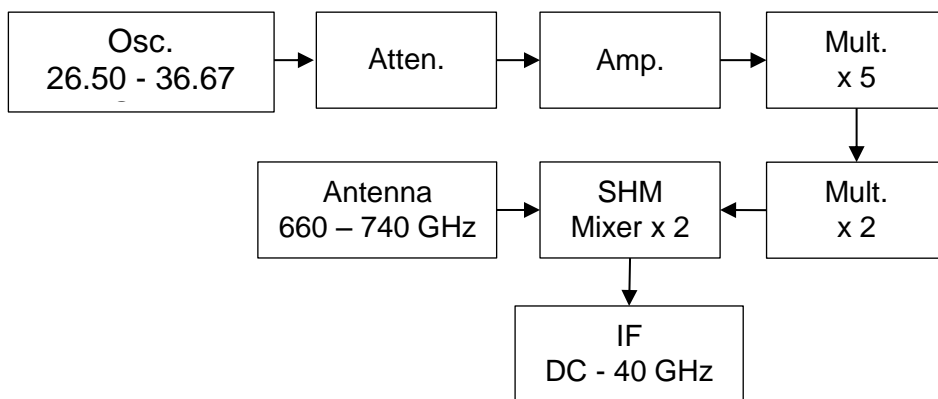 Osc.
26.50 - 36.67
Atten.
Amp.
Mult.
x 5
Antenna
660 – 740 GHz
SHM
Mixer x 2
Mult.
x 2
IF
DC - 40 GHz